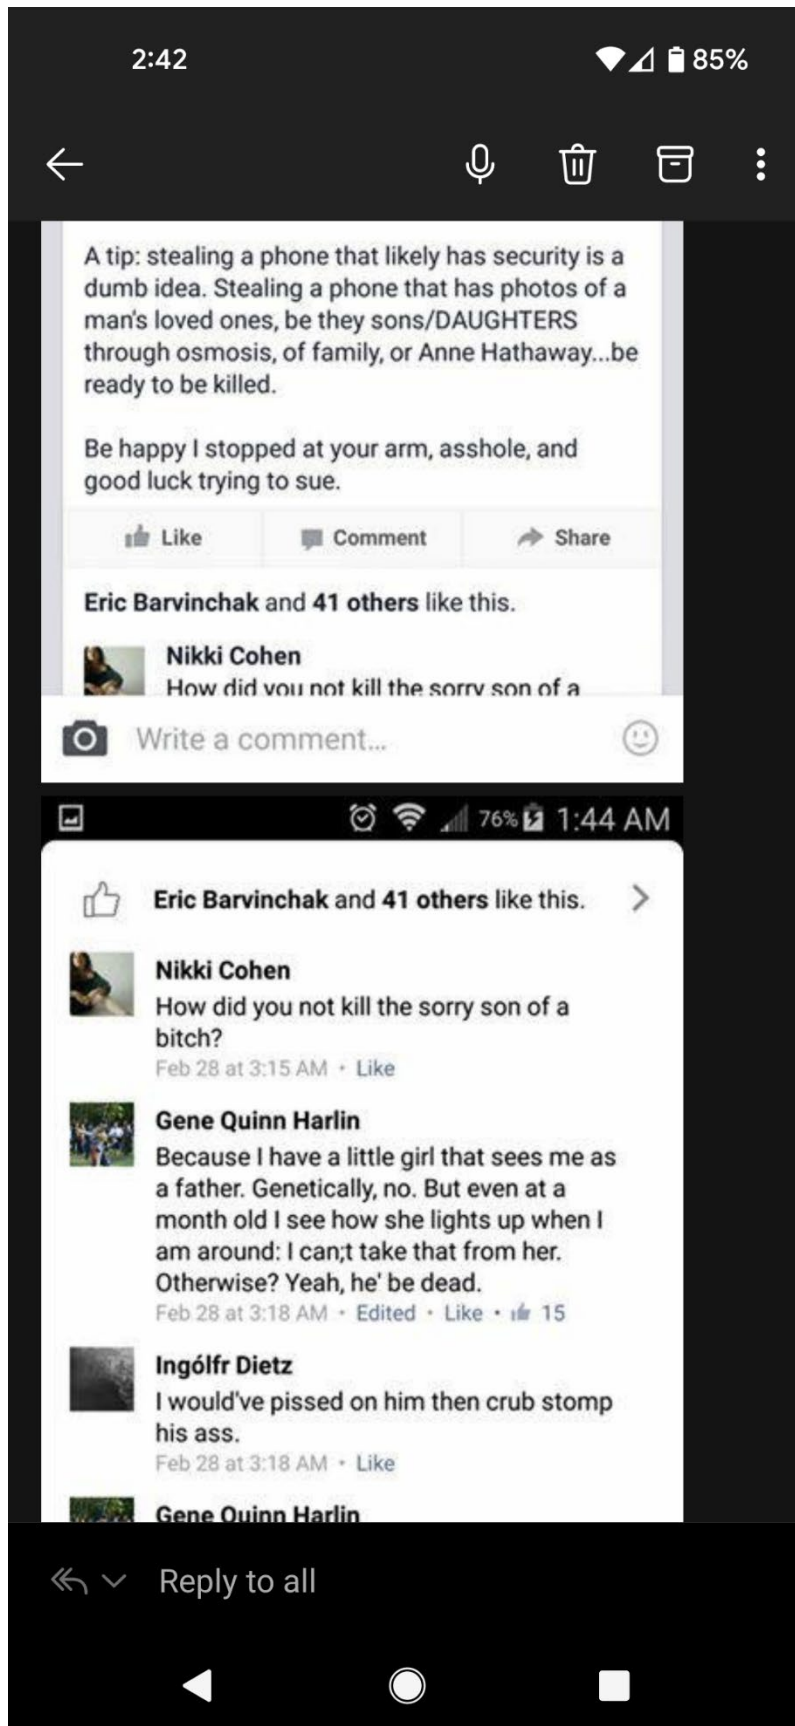 2:42
85%
A tip: stealing a phone that likely has security is a
dumb idea. Stealing a phone that has photos of a
man's loved ones, be they sons/DAUGHTERS
through osmosis, of family, or Anne Hathaway...be
ready to be killed.
Be happy I stopped at your arm, asshole, and
good luck trying to sue.
Like Comment Share
Eric Barvinchak and 41 others like this.
Nikki Cohen
How did you not kill the sorry son of a
Write a comment...
76% 1:44 AM
Eric Barvinchak and 41 others like this.
Nikki Cohen
How did you not kill the sorry son of a
bitch?
Feb 28 at 3:15 AM • Like
Gene Quinn Harlin
Because I have a little girl that sees me as
a father. Genetically, no. But even at a
month old I see how she lights up when I
am around: I can;t take that from her.
Otherwise? Yeah, he' be dead.
Feb 28 at 3:18 AM • Edited • Like • 15
Ingólfr Dietz
I would've pissed on him then crub stomp
his ass.
Feb 28 at 3:18 AM • Like
Gene Quinn Harlin
Reply to all